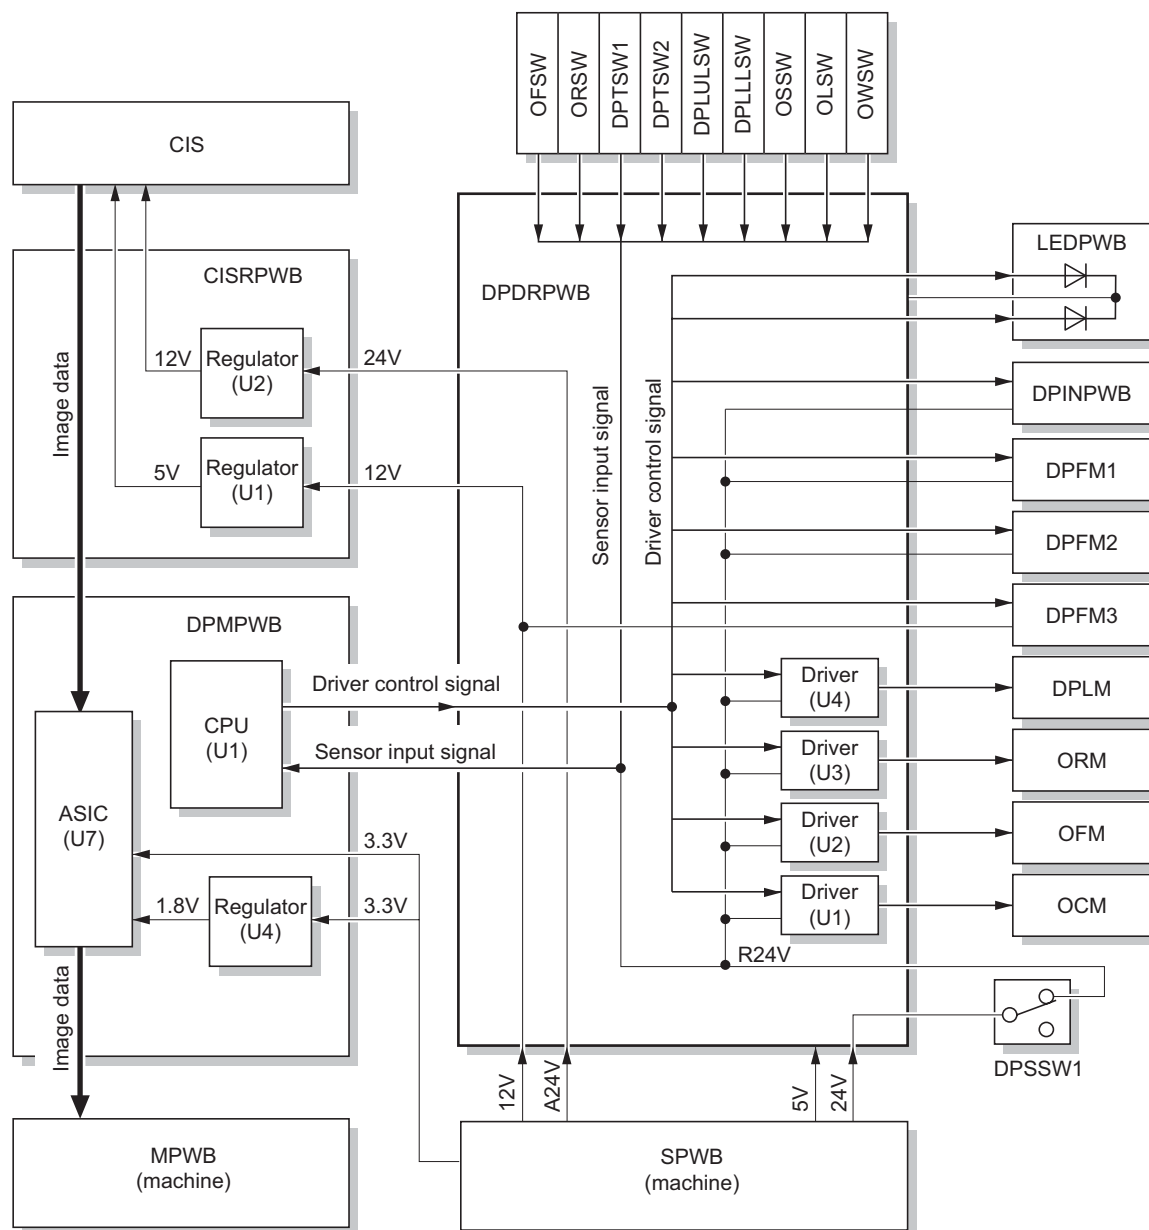 OFSW
ORSW
DPTSW1
DPTSW2
DPLULSW
DPLLLSW
OSSW
OLSW
OWSW
CIS
CISRPWB
Regulator
(U2)
12V
24V
Regulator
(U1)
5V
12V
Image data
DPDRPWB
Sensor input signal
Driver control signal
LEDPWB
DPINPWB
DPFM1
DPFM2
DPFM3
DPLM
ORM
OFM
OCM
Driver
(U4)
Driver
(U3)
Driver
(U2)
Driver
(U1)
R24V
DPSSW1
DPMPWB
CPU
(U1)
Driver control signal
Sensor input signal
ASIC
(U7)
3.3V
1.8V
Regulator
(U4)
3.3V
Image data
12V
A24V
5V
24V
MPWB
(machine)
SPWB
(machine)